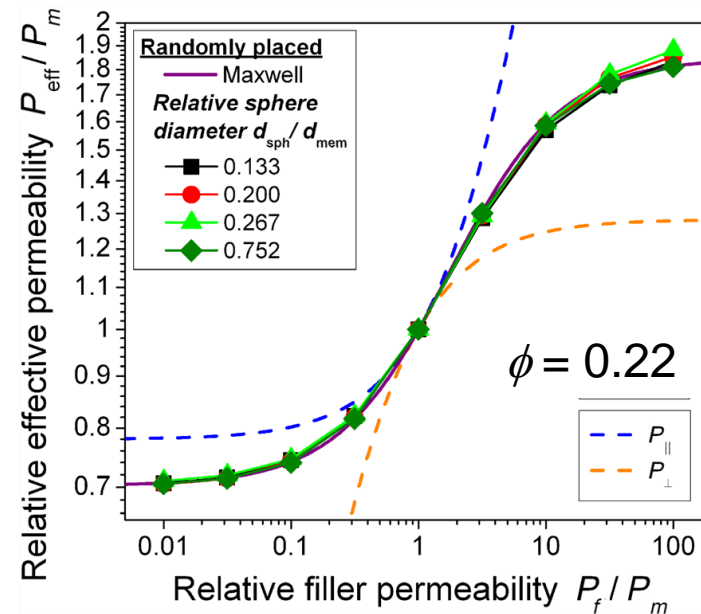 Relative effective permeability P_eff / P_m
2
1.9
1.8
1.7
1.6
1.5
1.4
1.3
1.2
1.1
1
0.9
0.8
0.7
Randomly placed
Maxwell
Relative sphere
diameter d_sph / d_mem
0.133
0.200
0.267
0.752
ϕ = 0.22
P_||
P_⊥
0.01 0.1 1 10 100
Relative filler permeability P_f / P_m